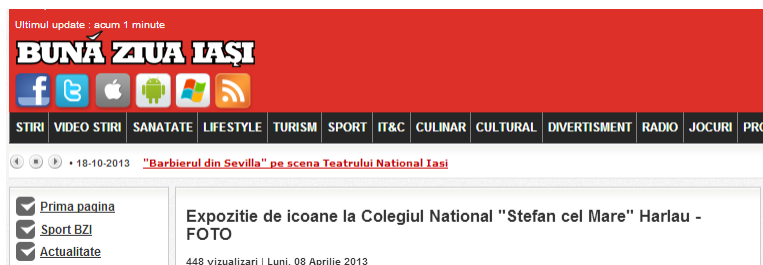 Ultimul update : acum 1 minute
BUNĂ ZIUA IAŞI
STIRI VIDEO STIRI SANATATE LIFESTYLE TURISM SPORT IT&C CULINAR CULTURAL DIVERTISMENT RADIO JOCURI PRO
• 18-10-2013 "Barbierul din Sevilla" pe scena Teatrului National Iasi
Prima pagina
Sport BZI
Actualitate
Expozitie de icoane la Colegiul National "Stefan cel Mare" Harlau -
FOTO
448 vizualizari | Luni, 08 Aprilie 2013